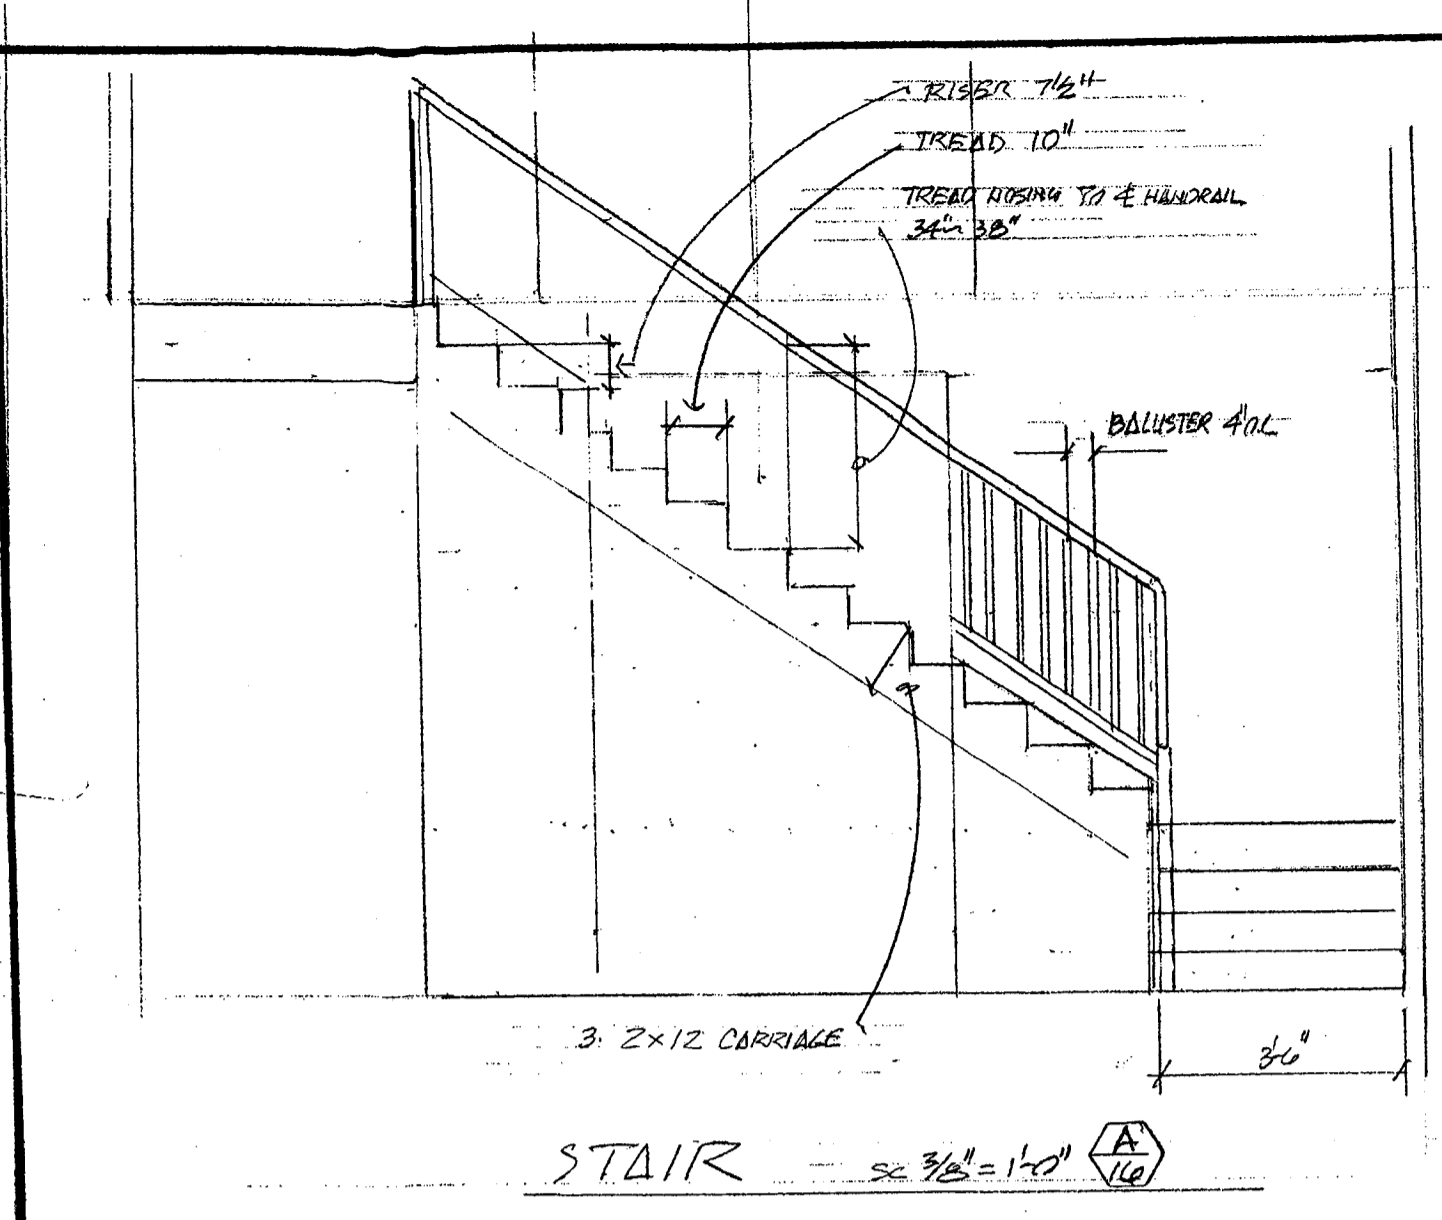 RISER 7½"
TREAD 10"
TREAD NOSING TO ℄ HANDRAIL
34"~ 38"
BALUSTER 4" O.C
3. 2×12 CARRIAGE
3'-6"
STAIR - SC 3/8" = 1'-0"
A
16